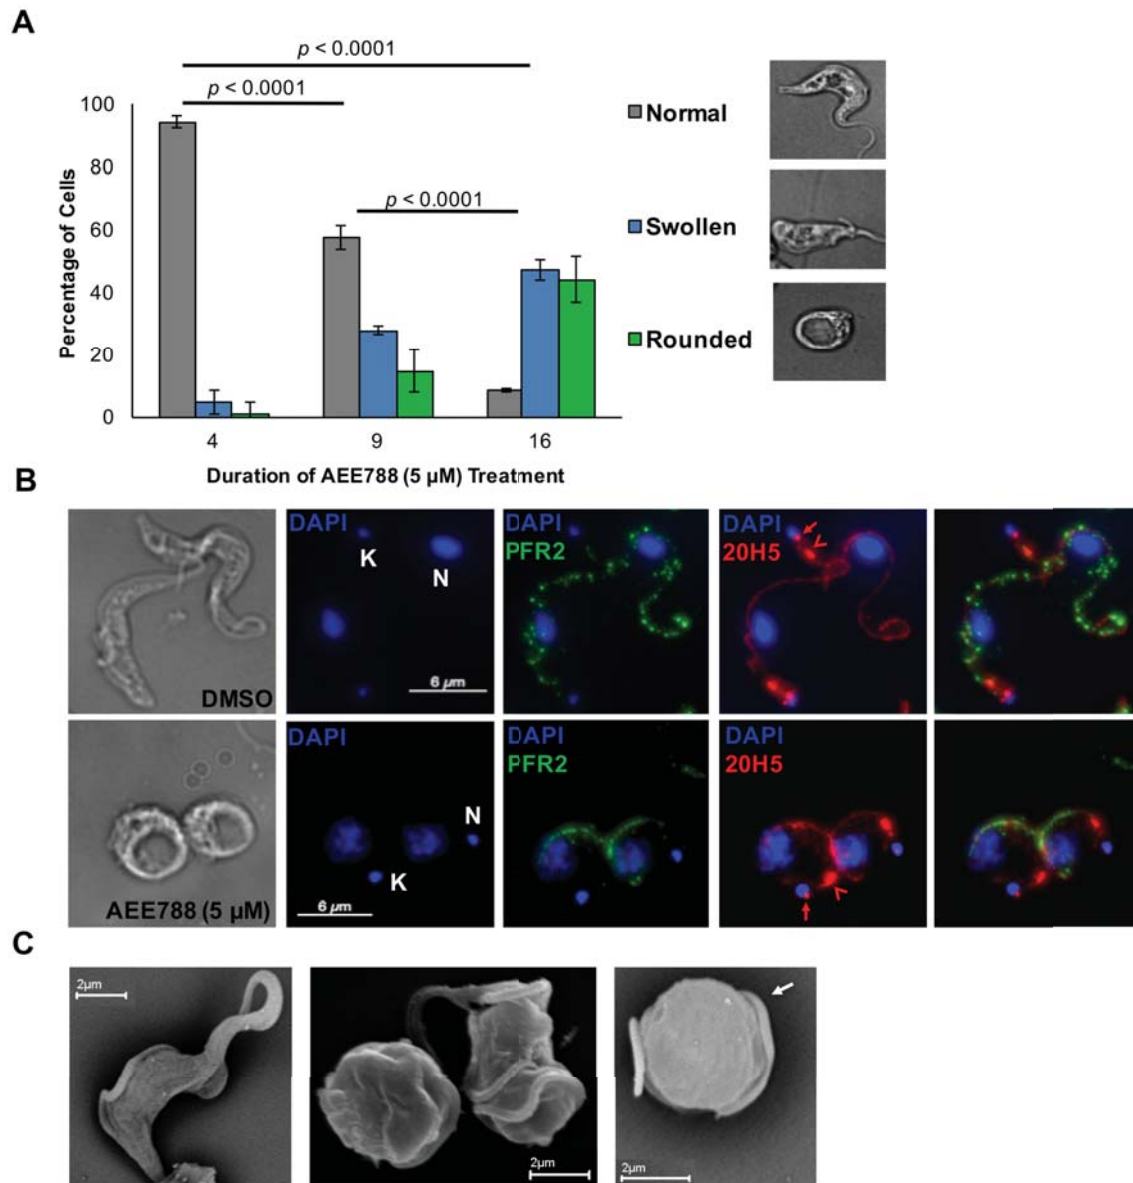 A
p < 0.0001
p < 0.0001
p < 0.0001
100
80
60
40
20
0
Percentage of Cells
4 9 16
Duration of AEE788 (5 µM) Treatment
Normal
Swollen
Rounded
B
DMSO
DAPI
K
N
6 µm
DAPI
PFR2
DAPI
20H5
AEE788 (5 µM)
DAPI
N
K
6 µm
DAPI
PFR2
DAPI
20H5
C
2µm
2µm
2µm